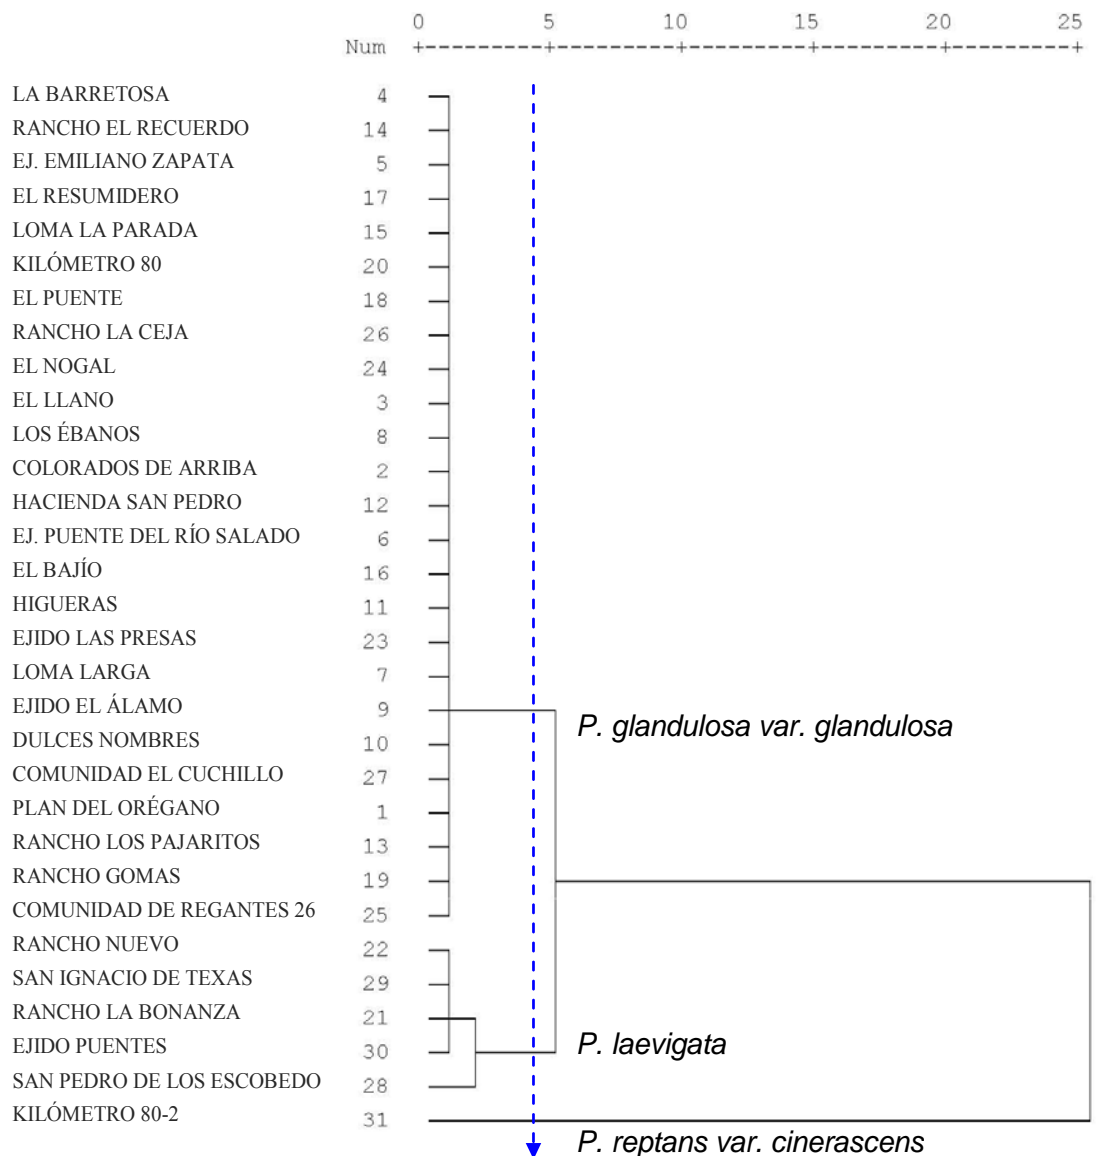 0 5 10 15 20 25
Num +---------+---------+---------+---------+---------+
LA BARRETOSA 4
RANCHO EL RECUERDO 14
EJ. EMILIANO ZAPATA 5
EL RESUMIDERO 17
LOMA LA PARADA 15
KILÓMETRO 80 20
EL PUENTE 18
RANCHO LA CEJA 26
EL NOGAL 24
EL LLANO 3
LOS ÉBANOS 8
COLORADOS DE ARRIBA 2
HACIENDA SAN PEDRO 12
EJ. PUENTE DEL RÍO SALADO 6
EL BAJÍO 16
HIGUERAS 11
EJIDO LAS PRESAS 23
LOMA LARGA 7
EJIDO EL ÁLAMO 9
P. glandulosa var. glandulosa
DULCES NOMBRES 10
COMUNIDAD EL CUCHILLO 27
PLAN DEL ORÉGANO 1
RANCHO LOS PAJARITOS 13
RANCHO GOMAS 19
COMUNIDAD DE REGANTES 26 25
RANCHO NUEVO 22
SAN IGNACIO DE TEXAS 29
RANCHO LA BONANZA 21
EJIDO PUENTES 30 P. laevigata
SAN PEDRO DE LOS ESCOBEDO 28
KILÓMETRO 80-2 31
P. reptans var. cinerascens